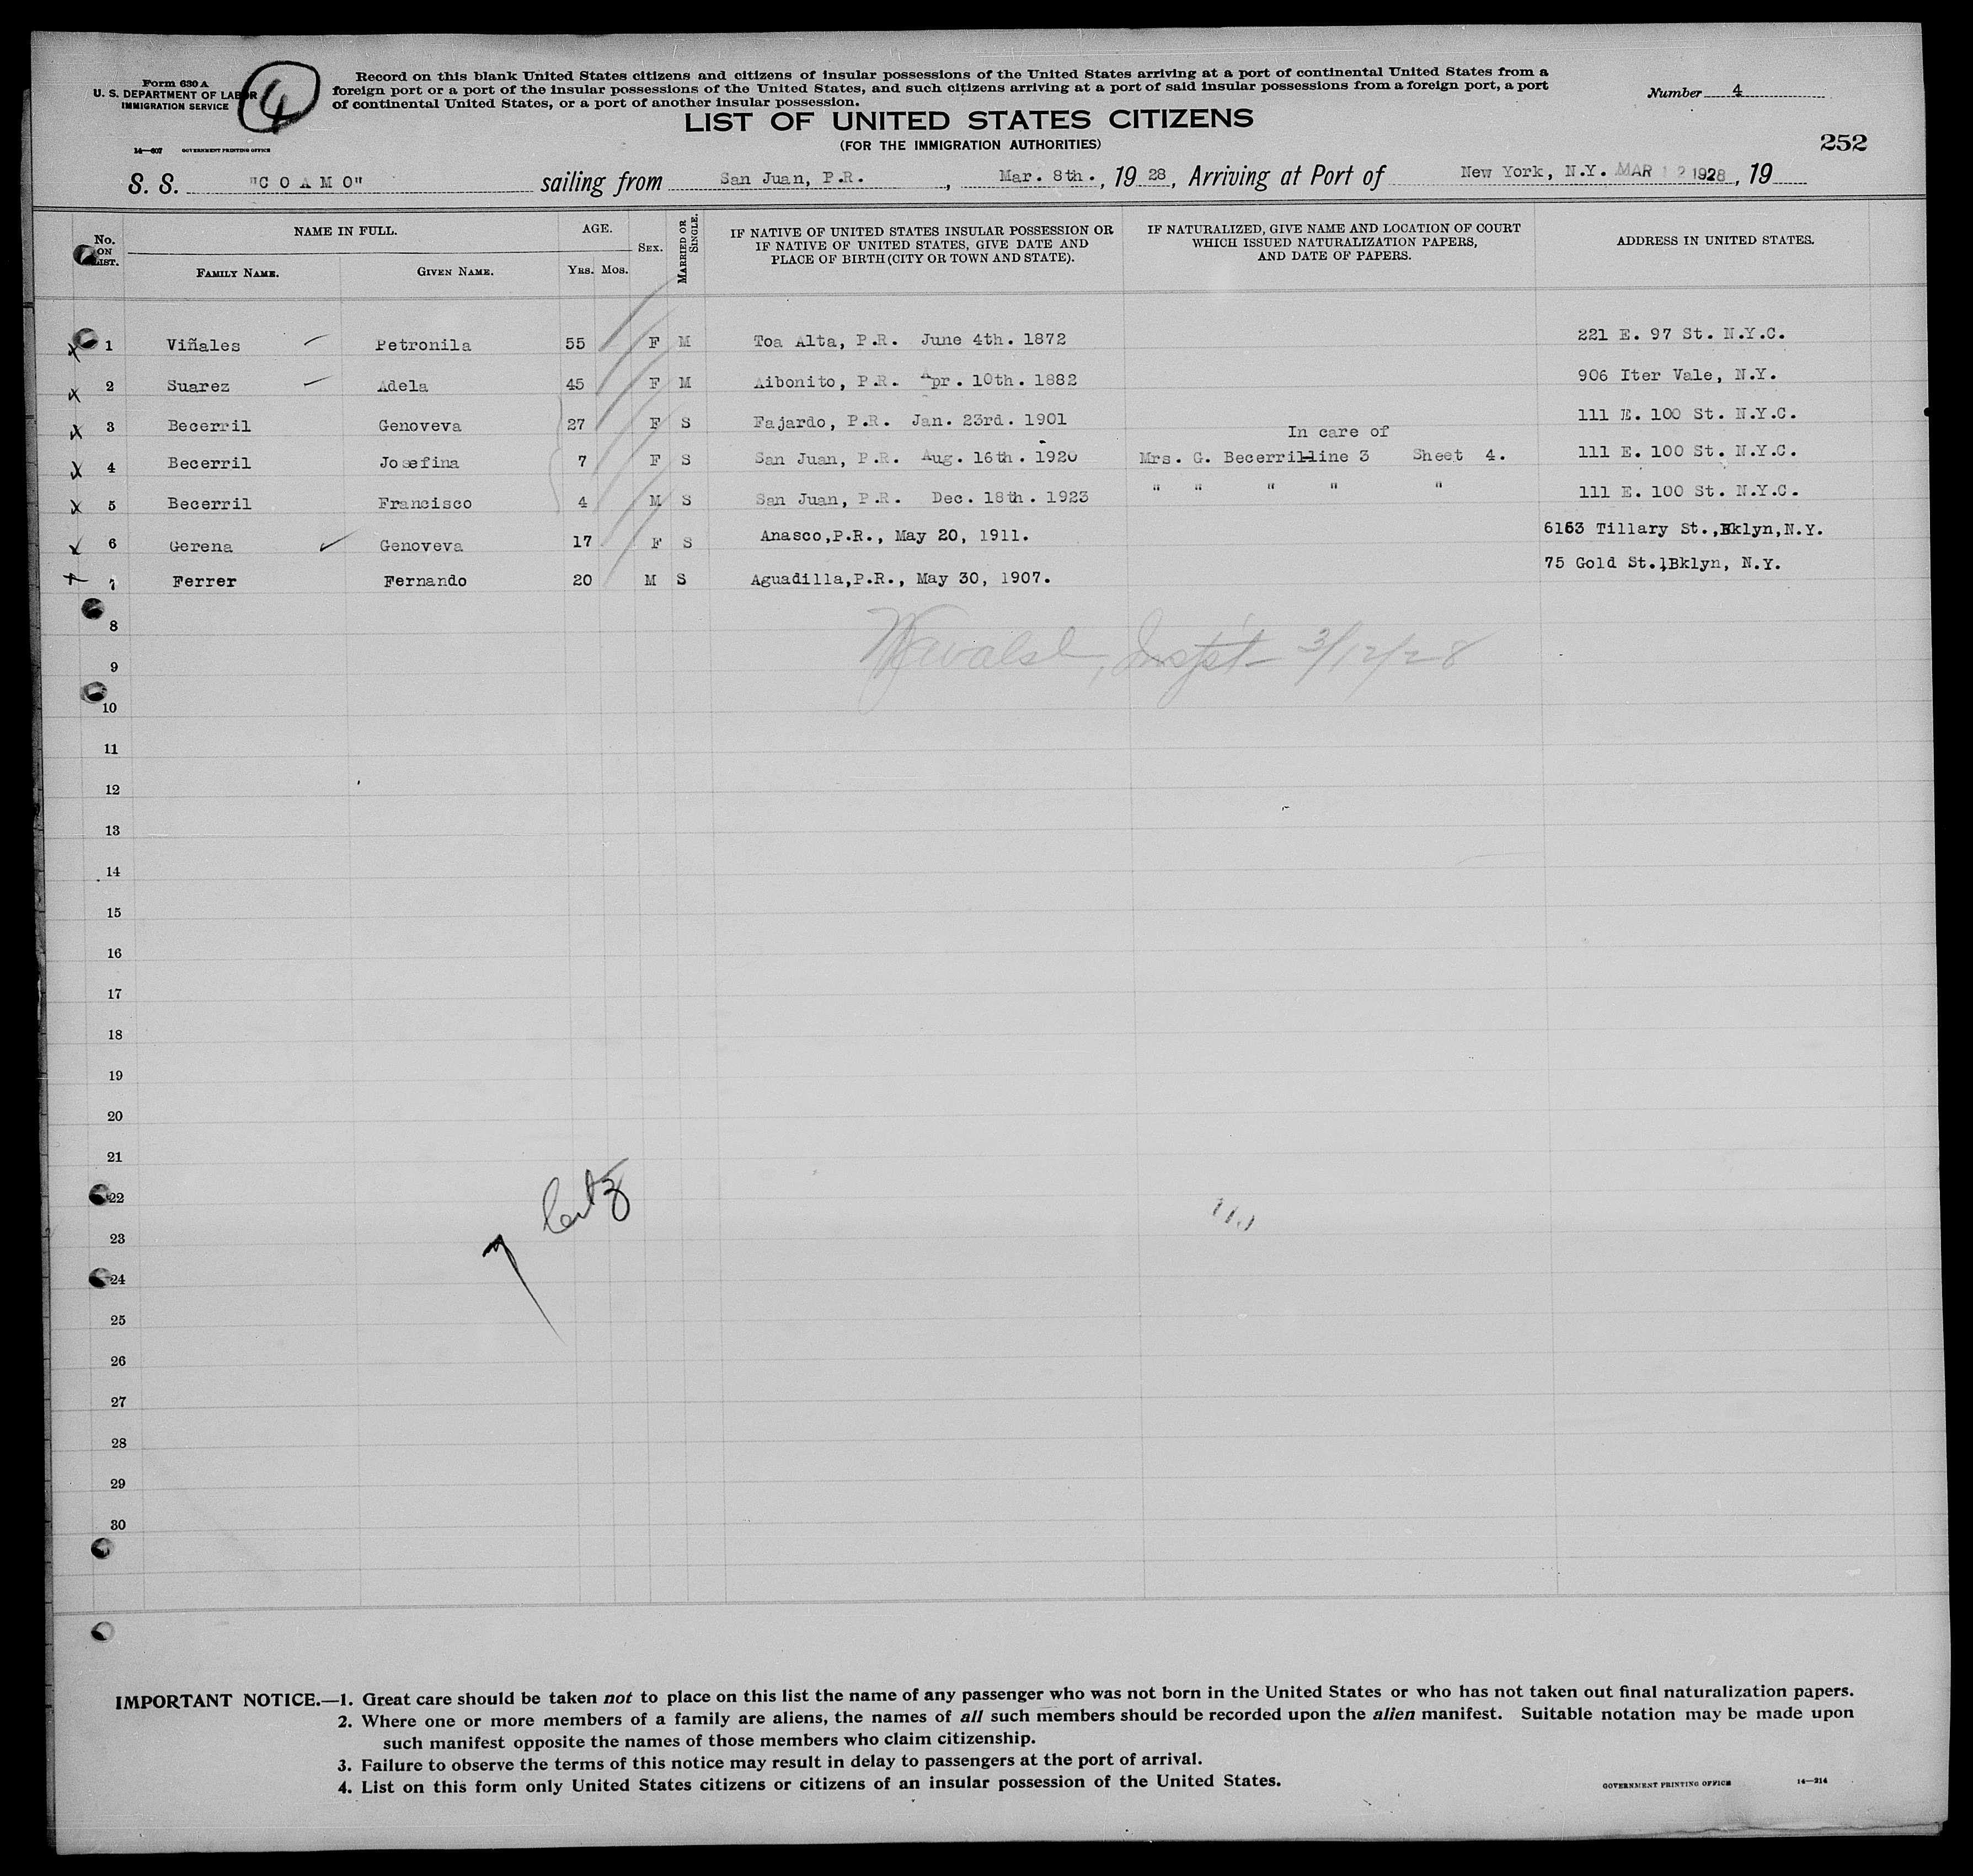 Form 630 A
U. S. DEPARTMENT OF LABOR
IMMIGRATION SERVICE
14—607 GOVERNMENT PRINTING OFFICE
4
Record on this blank United States citizens and citizens of insular possessions of the United States arriving at a port of continental United States from a
foreign port or a port of the insular possessions of the United States, and such citizens arriving at a port of said insular possessions from a foreign port, a port
of continental United States, or a port of another insular possession.
Number 4
LIST OF UNITED STATES CITIZENS
(FOR THE IMMIGRATION AUTHORITIES)
252
S. S. "C O A M O" sailing from San Juan, P.R. , Mar. 8th. , 19 28 , Arriving at Port of New York, N.Y. MAR 12 1928 , 19
No. ON LIST. NAME IN FULL. FAMILY NAME. GIVEN NAME. AGE. YRS. MOS. SEX. MARRIED OR SINGLE. IF NATIVE OF UNITED STATES INSULAR POSSESSION OR IF NATIVE OF UNITED STATES, GIVE DATE AND PLACE OF BIRTH (CITY OR TOWN AND STATE). IF NATURALIZED, GIVE NAME AND LOCATION OF COURT WHICH ISSUED NATURALIZATION PAPERS, AND DATE OF PAPERS. ADDRESS IN UNITED STATES.
x 1 Viñales Petronila 55 F M Toa Alta, P.R. June 4th. 1872 221 E. 97 St. N.Y.C.
x 2 Suarez Adela 45 F M Aibonito, P.R. Apr. 10th. 1882 906 Iter Vale, N.Y.
x 3 Becerril Genoveva 27 F S Fajardo, P.R. Jan. 23rd. 1901 111 E. 100 St. N.Y.C.
In care of
x 4 Becerril Josefina 7 F S San Juan, P.R. Aug. 16th. 1920 Mrs. G. Becerril-line 3 Sheet 4. 111 E. 100 St. N.Y.C.
x 5 Becerril Francisco 4 M S San Juan, P.R. Dec. 18th. 1923 " " " " " 111 E. 100 St. N.Y.C.
6 Gerena Genoveva 17 F S Anasco,P.R., May 20, 1911. 6163 Tillary St.,Bklyn,N.Y.
7 Ferrer Fernando 20 M S Aguadilla,P.R., May 30, 1907. 75 Gold St.,Bklyn, N.Y.
8
Walsh, Inspt 3/12/28
9
10
11
12
13
14
15
16
17
18
19
20
21
22
23
24
25
26
27
28
29
30
IMPORTANT NOTICE.—1. Great care should be taken not to place on this list the name of any passenger who was not born in the United States or who has not taken out final naturalization papers.
2. Where one or more members of a family are aliens, the names of all such members should be recorded upon the alien manifest. Suitable notation may be made upon
such manifest opposite the names of those members who claim citizenship.
3. Failure to observe the terms of this notice may result in delay to passengers at the port of arrival.
4. List on this form only United States citizens or citizens of an insular possession of the United States.
GOVERNMENT PRINTING OFFICE 14—214